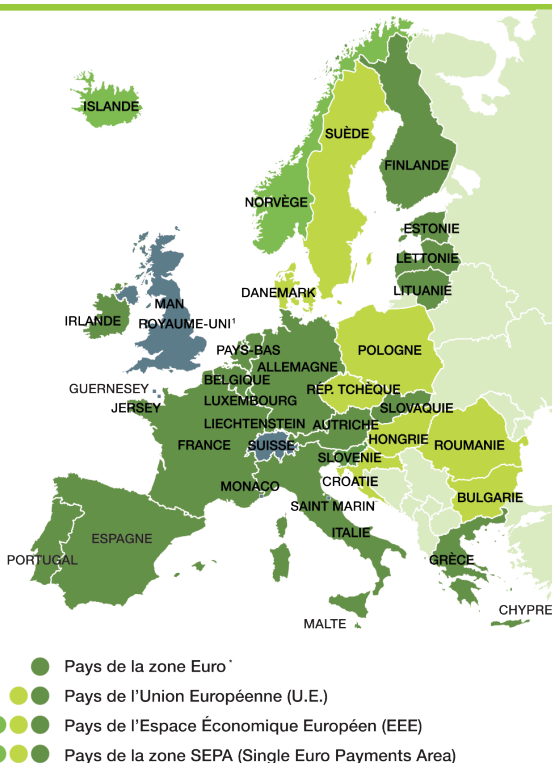 ISLANDE
SUÈDE
FINLANDE
NORVÈGE
ESTONIE
LETTONIE
LITUANIE
DANEMARK
MAN
IRLANDE
ROYAUME-UNI¹
PAYS-BAS
POLOGNE
ALLEMAGNE
BELGIQUE
GUERNESEY
RÉP. TCHÈQUE
JERSEY
LUXEMBOURG
SLOVAQUIE
LIECHTENSTEIN
AUTRICHE
FRANCE
SUISSE
HONGRIE
ROUMANIE
SLOVENIE
CROATIE
MONACO
BULGARIE
SAINT MARIN
ESPAGNE
ITALIE
PORTUGAL
GRÈCE
CHYPRE
MALTE
Pays de la zone Euro*
Pays de l'Union Européenne (U.E.)
Pays de l'Espace Économique Européen (EEE)
Pays de la zone SEPA (Single Euro Payments Area)